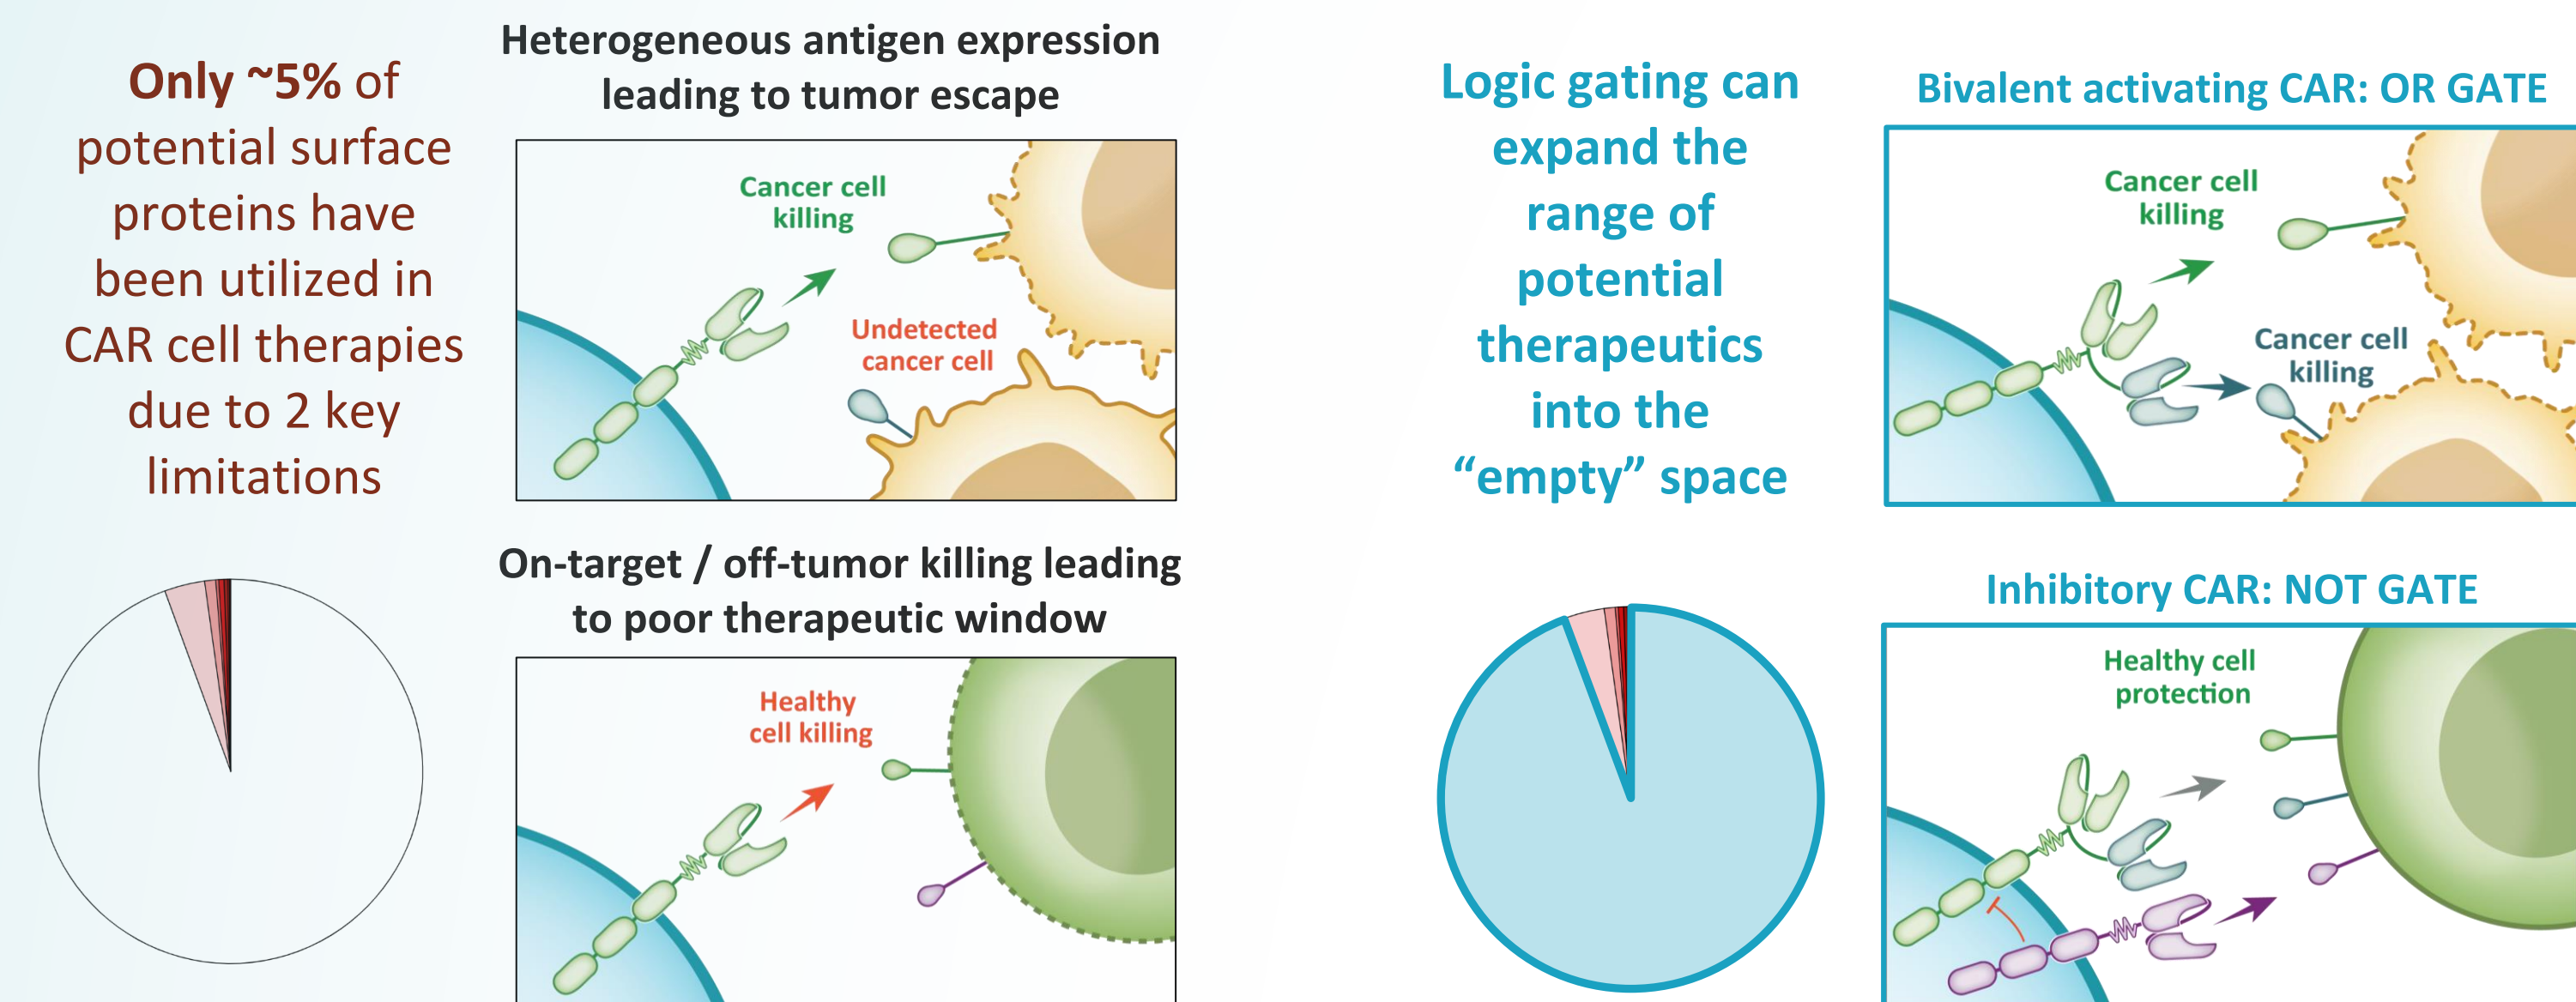 Only ~5% of
potential surface
proteins have
been utilized in
CAR cell therapies
due to 2 key
limitations
Heterogeneous antigen expression
leading to tumor escape
Cancer cell
killing
Undetected
cancer cell
On-target / off-tumor killing leading
to poor therapeutic window
Healthy
cell killing
Logic gating can
expand the
range of
potential
therapeutics
into the
“empty” space
Bivalent activating CAR: OR GATE
Cancer cell
killing
Cancer cell
killing
Inhibitory CAR: NOT GATE
Healthy cell
protection